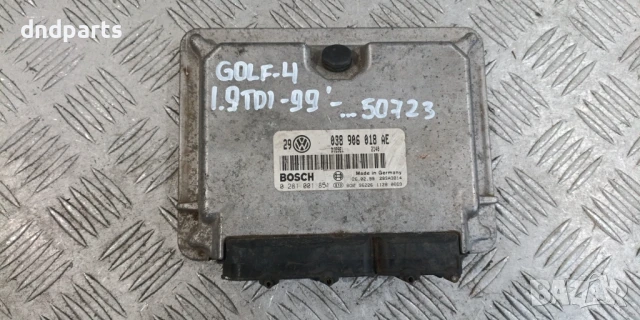 dndparts
GOLF-4
1.9TDI-99'-... 50723
29 038 906 018 AE
BOSCH
Made in Germany
0 281 001 851
bazar